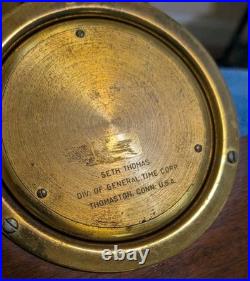 SETH THOMAS
DIV. OF GENERAL TIME CORP.
THOMASTON, CONN. U.S.A.